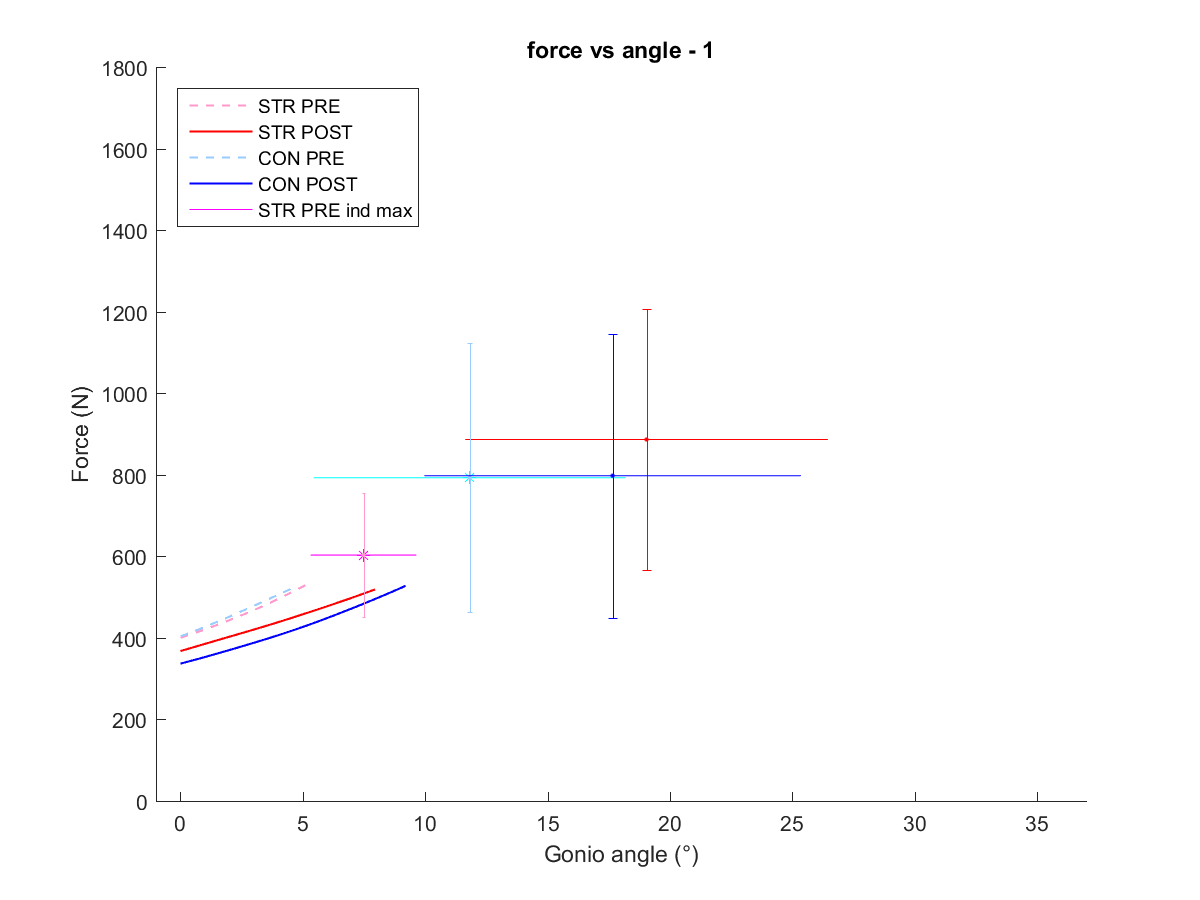 force vs angle - 1
1800
1600
1400
1200
1000
800
600
400
200
0
STR PRE
STR POST
CON PRE
CON POST
STR PRE ind max
Force (N)
0 5 10 15 20 25 30 35
Gonio angle (°)